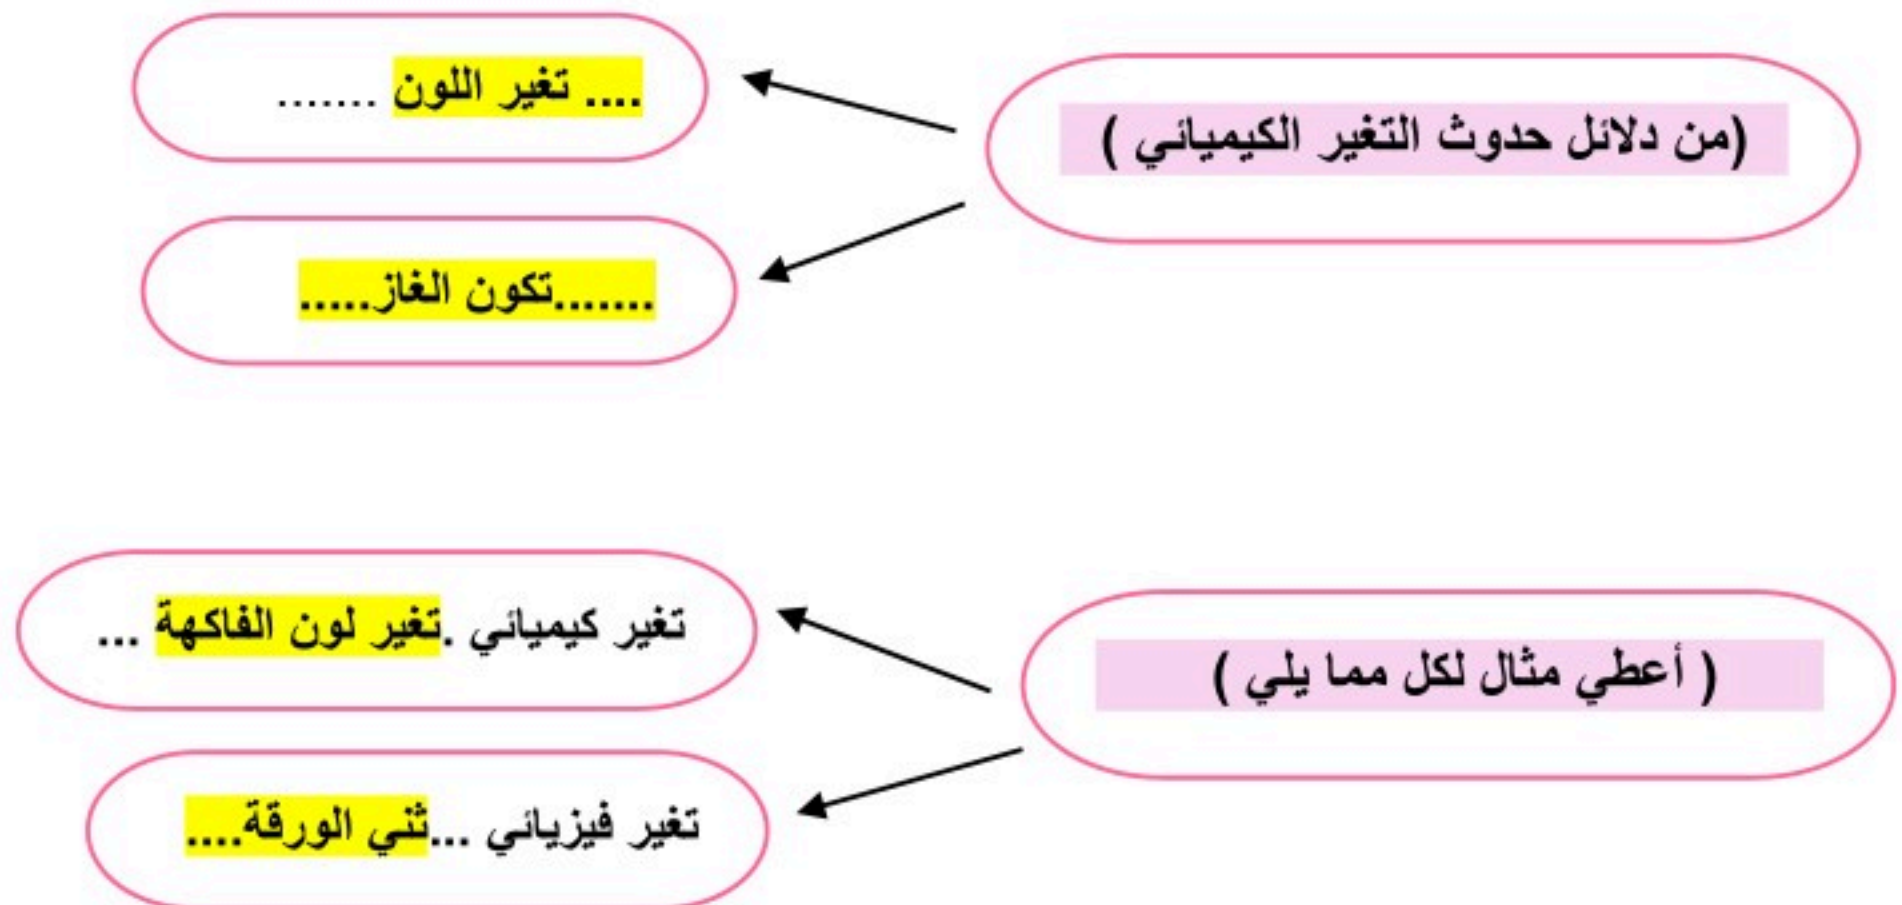 (من دلائل حدوث التغير الكيميائي )
.... تغير اللون .......
.......تكون الغاز.....
( أعطي مثال لكل مما يلي )
تغير كيميائي .تغير لون الفاكهة ...
تغير فيزيائي ...ثني الورقة....